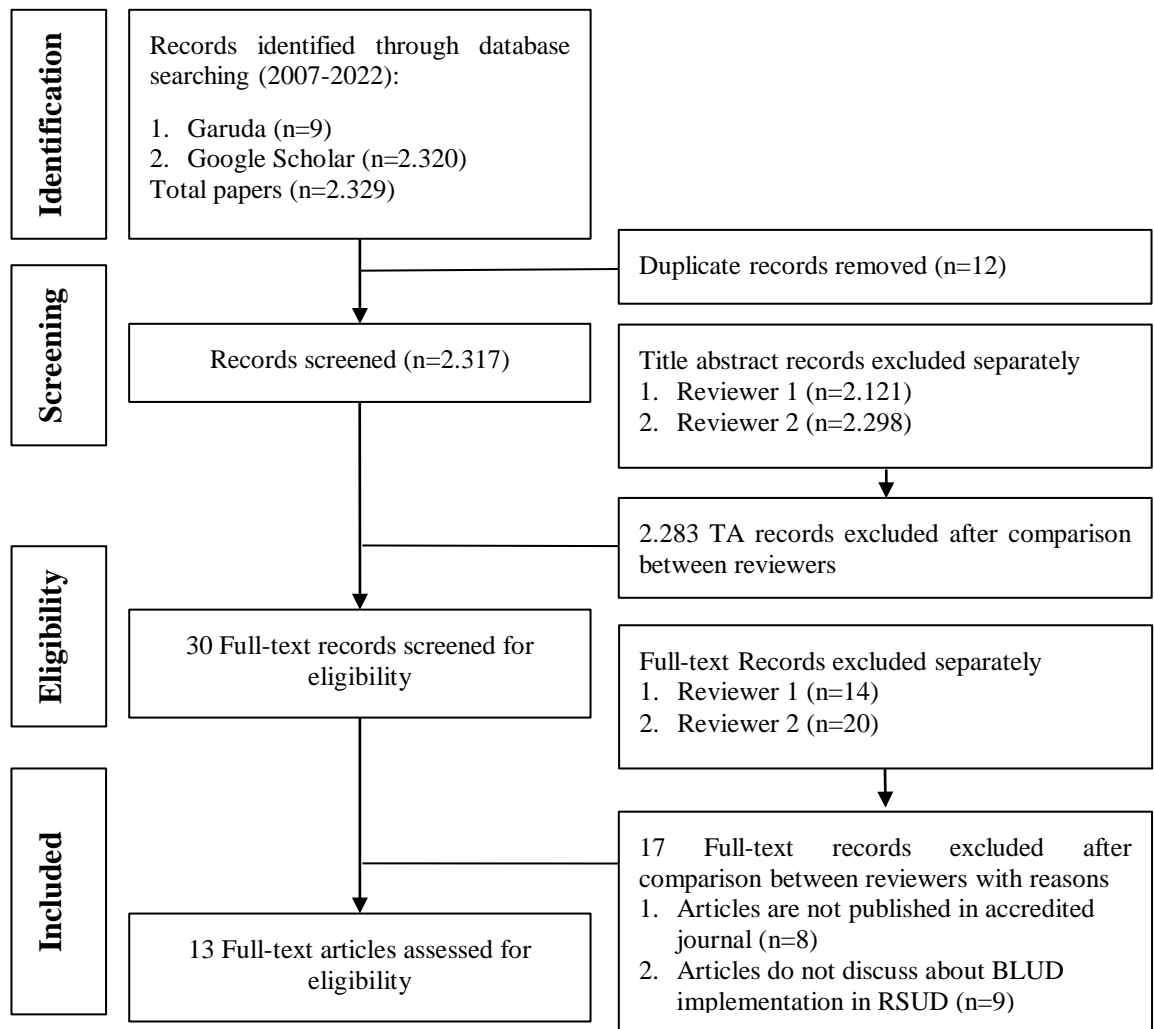 Identification
Records identified through database
searching (2007-2022):
1. Garuda (n=9)
2. Google Scholar (n=2.320)
Total papers (n=2.329)
Duplicate records removed (n=12)
Screening
Records screened (n=2.317)
Title abstract records excluded separately
1. Reviewer 1 (n=2.121)
2. Reviewer 2 (n=2.298)
2.283 TA records excluded after comparison
between reviewers
Eligibility
30 Full-text records screened for
eligibility
Full-text Records excluded separately
1. Reviewer 1 (n=14)
2. Reviewer 2 (n=20)
Included
17 Full-text records excluded after
comparison between reviewers with reasons
1. Articles are not published in accredited
journal (n=8)
2. Articles do not discuss about BLUD
implementation in RSUD (n=9)
13 Full-text articles assessed for
eligibility